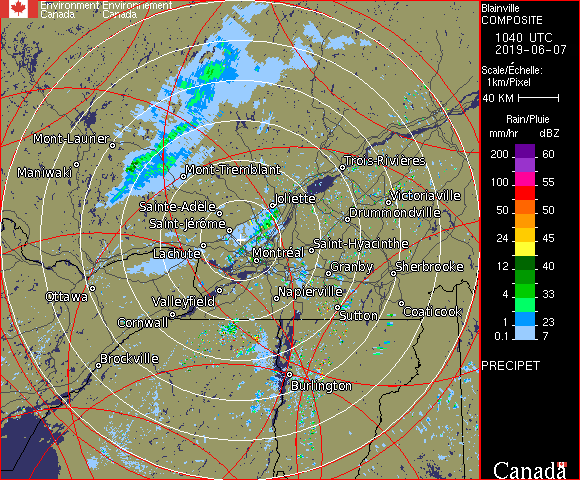 Environment Environnement
Canada Canada
Blainville
COMPOSITE
1040 UTC
2019-06-07
Scale/Échelle:
1km/Pixel
40 KM
Rain/Pluie
mm/hr dBZ
200 60
100 55
50 50
24 45
12 40
4 33
1 23
0.1 7
PRECIPET
Canada
Mont-Laurier
Maniwaki
Mont-Tremblant
Trois-Rivières
Sainte-Adèle
Joliette
Victoriaville
Drummondville
Saint-Jérôme
Lachute
Montréal
Saint-Hyacinthe
Granby
Sherbrooke
Ottawa
Valleyfield
Napierville
Cornwall
Sutton
Coaticook
Brockville
Burlington